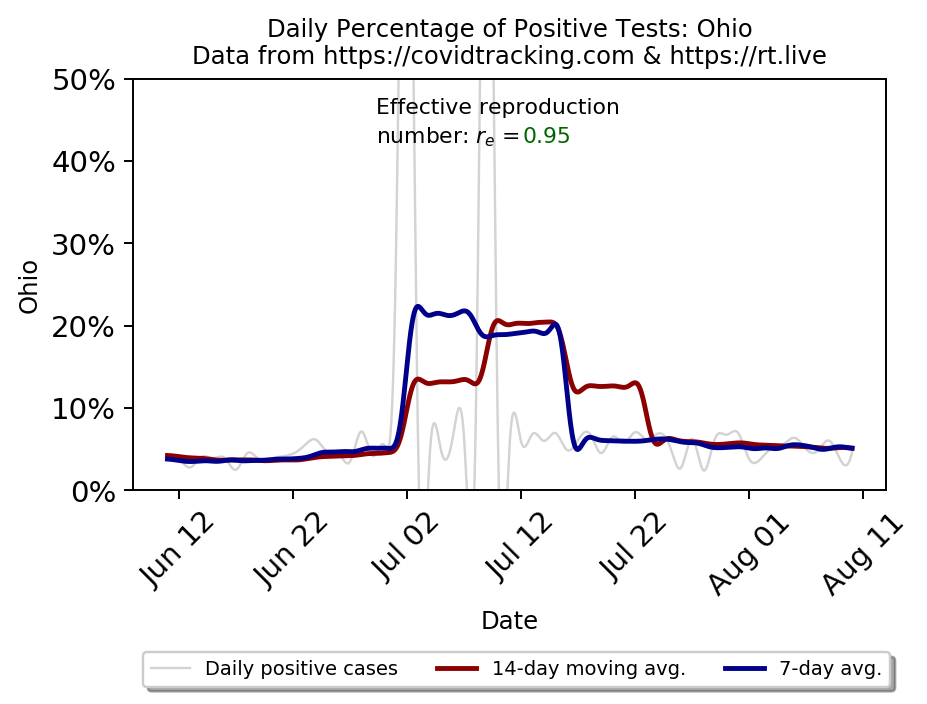 Daily Percentage of Positive Tests: Ohio
Data from https://covidtracking.com & https://rt.live
Effective reproduction
number: rₑ =0.95
Ohio
50%
40%
30%
20%
10%
0%
Jun 12
Jun 22
Jul 02
Jul 12
Jul 22
Aug 01
Aug 11
Date
Daily positive cases
14-day moving avg.
7-day avg.